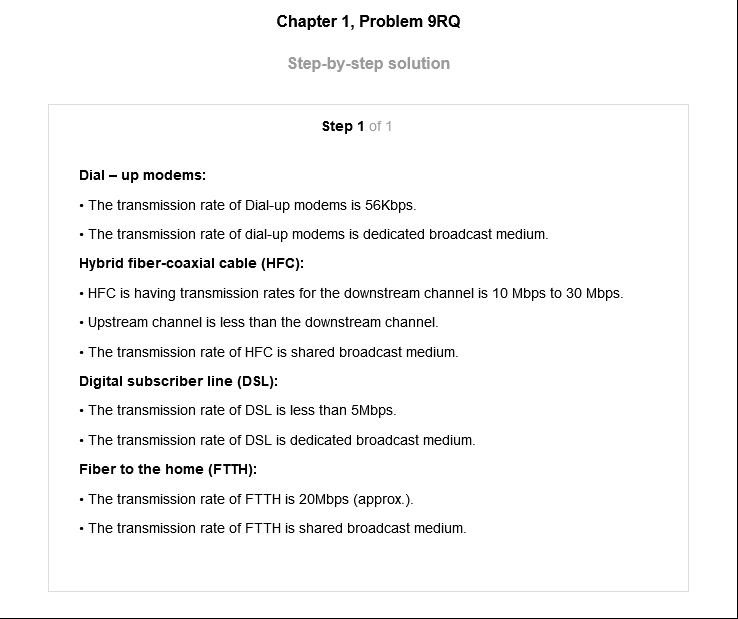 Chapter 1, Problem 9RQ
Step-by-step solution
Step 1 of 1
Dial – up modems:
• The transmission rate of Dial-up modems is 56Kbps.
• The transmission rate of dial-up modems is dedicated broadcast medium.
Hybrid fiber-coaxial cable (HFC):
• HFC is having transmission rates for the downstream channel is 10 Mbps to 30 Mbps.
• Upstream channel is less than the downstream channel.
• The transmission rate of HFC is shared broadcast medium.
Digital subscriber line (DSL):
• The transmission rate of DSL is less than 5Mbps.
• The transmission rate of DSL is dedicated broadcast medium.
Fiber to the home (FTTH):
• The transmission rate of FTTH is 20Mbps (approx.).
• The transmission rate of FTTH is shared broadcast medium.